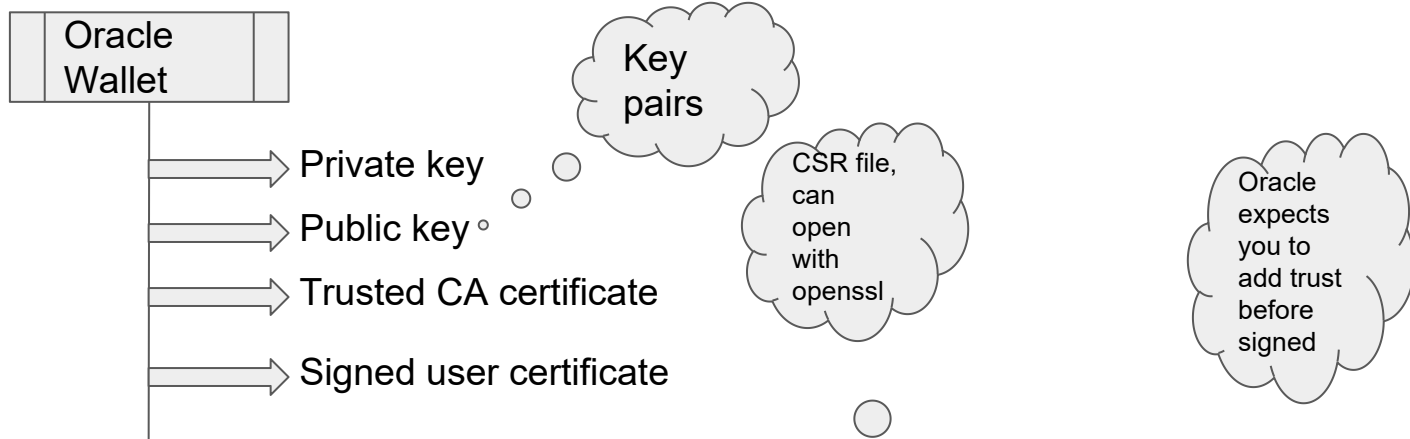 Oracle
Wallet
Key
pairs
Private key
Public key
Trusted CA certificate
Signed user certificate
CSR file,
can
open
with
openssl
Oracle
expects
you to
add trust
before
signed